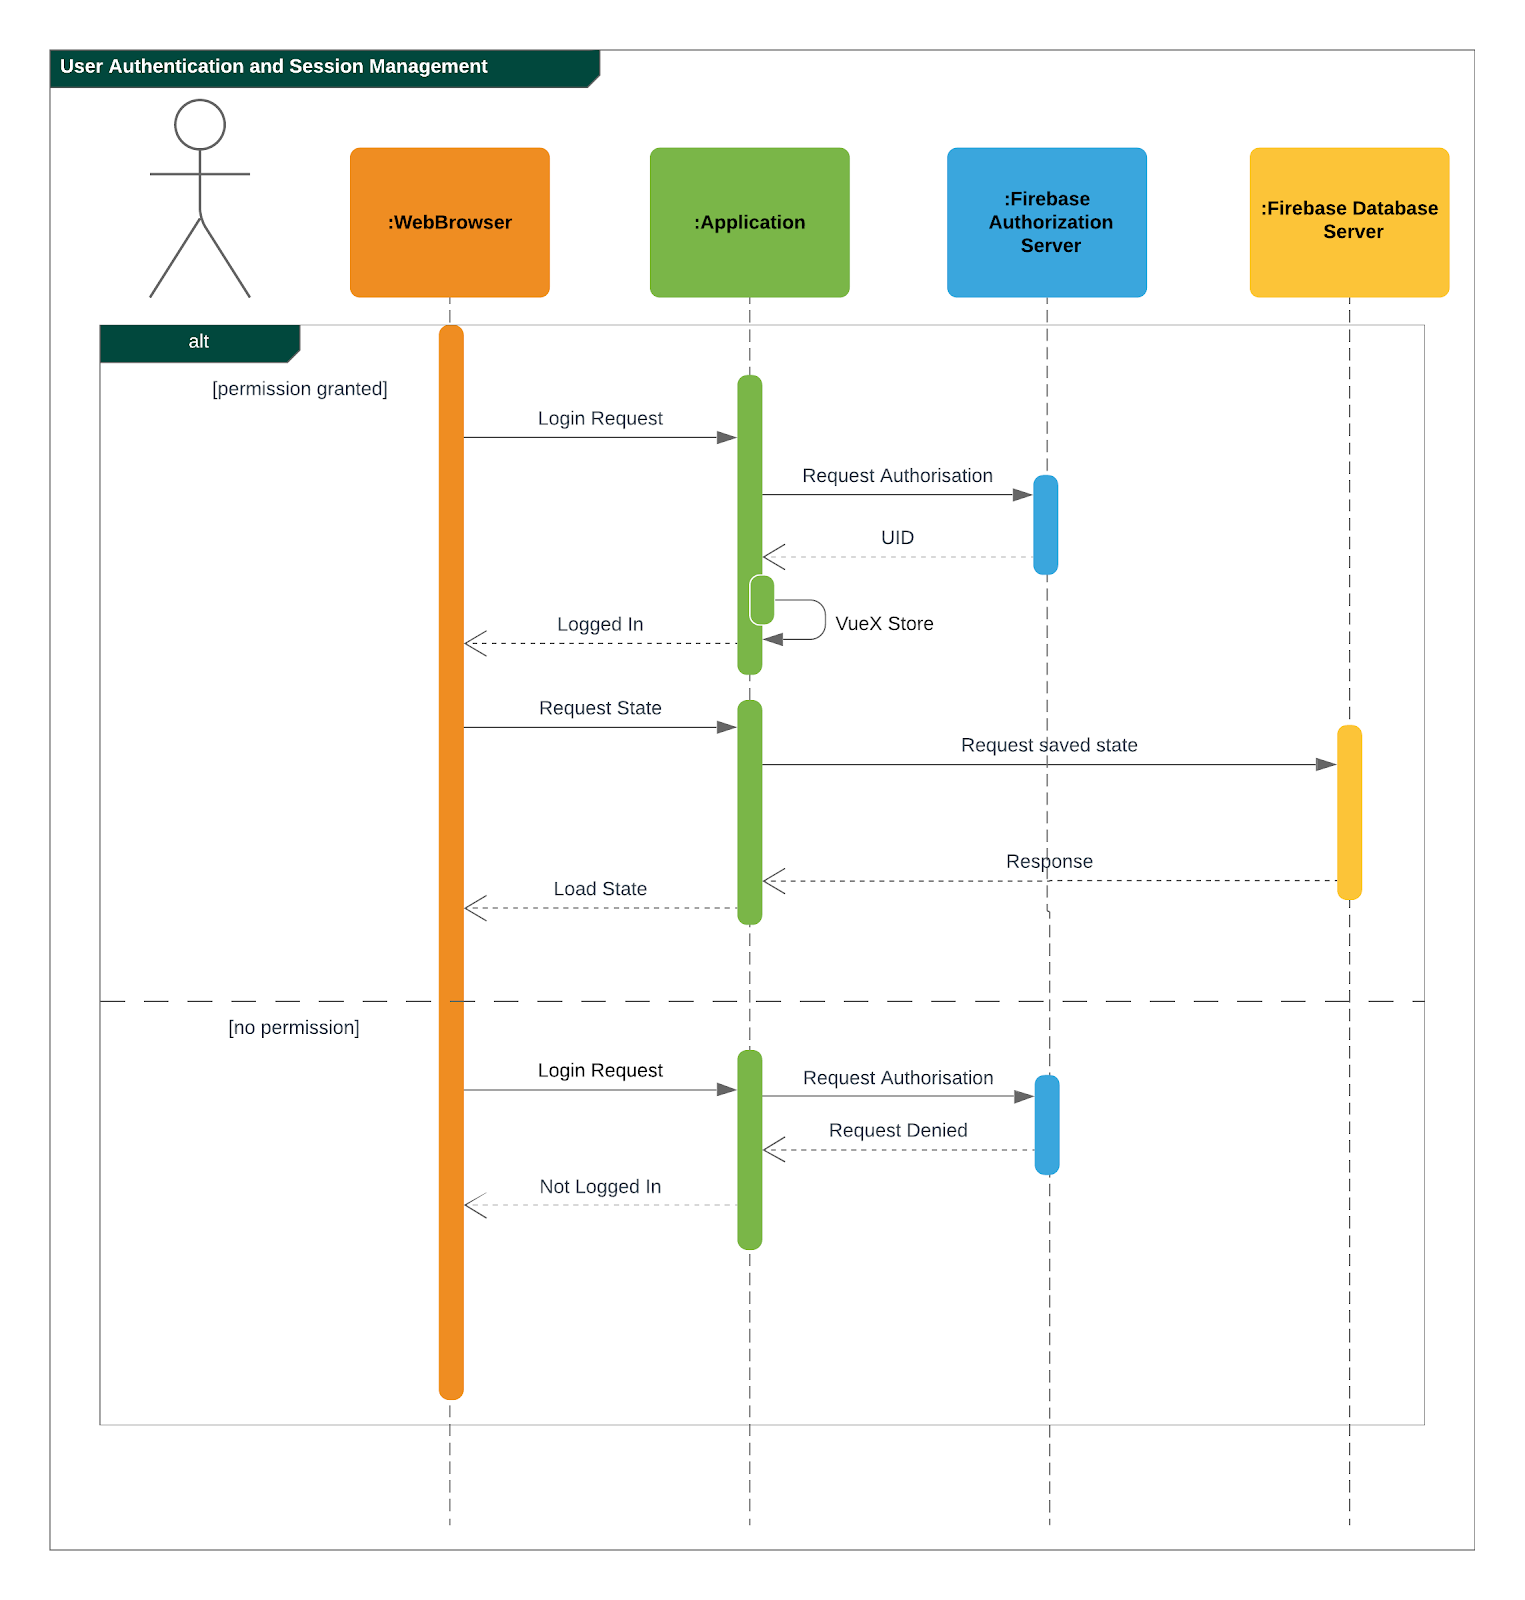 User Authentication and Session Management
:WebBrowser
:Application
:Firebase
Authorization
Server
:Firebase Database
Server
alt
[permission granted]
Login Request
Request Authorisation
UID
VueX Store
Logged In
Request State
Request saved state
Response
Load State
[no permission]
Login Request
Request Authorisation
Request Denied
Not Logged In